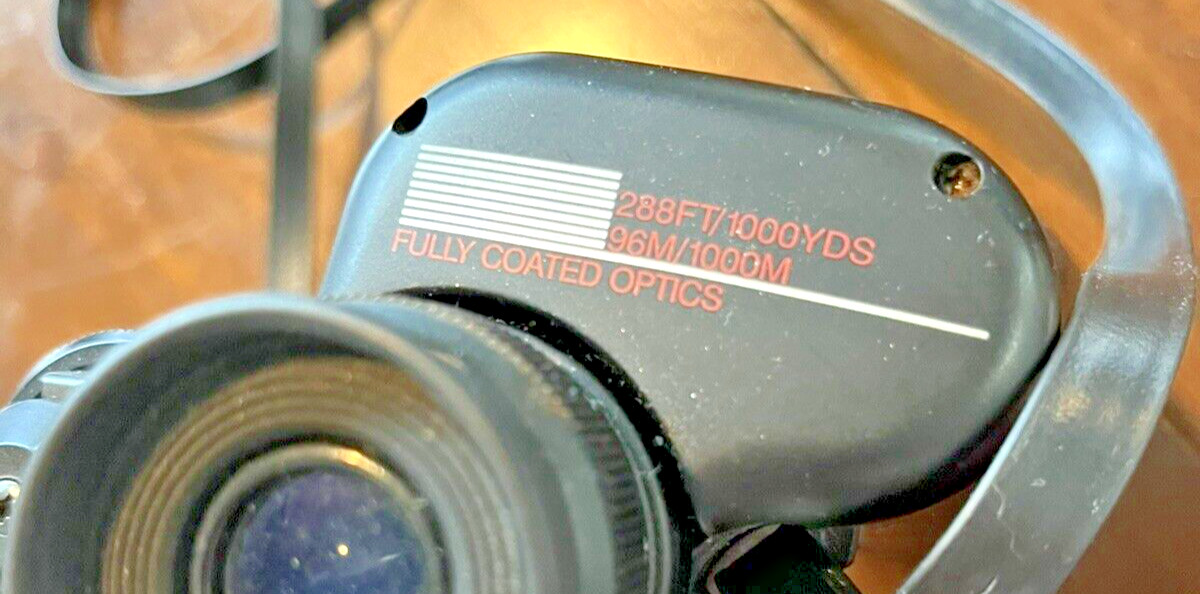 288FT/1000YDS
96M/1000M
FULLY COATED OPTICS